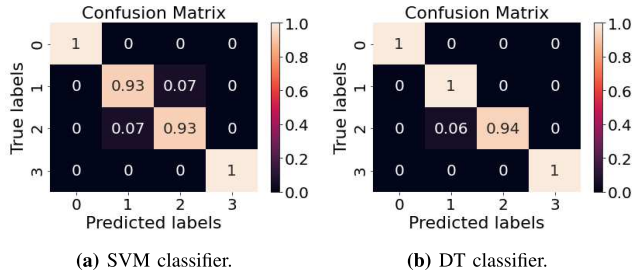 Confusion Matrix
True labels
0 1 0 0 0
1 0 0.93 0.07 0
2 0 0.07 0.93 0
3 0 0 0 1
0 1 2 3
Predicted labels
1.0
0.8
0.6
0.4
0.2
0.0
(a) SVM classifier.
Confusion Matrix
True labels
0 1 0 0 0
1 0 1 0 0
2 0 0.06 0.94 0
3 0 0 0 1
0 1 2 3
Predicted labels
1.0
0.8
0.6
0.4
0.2
0.0
(b) DT classifier.